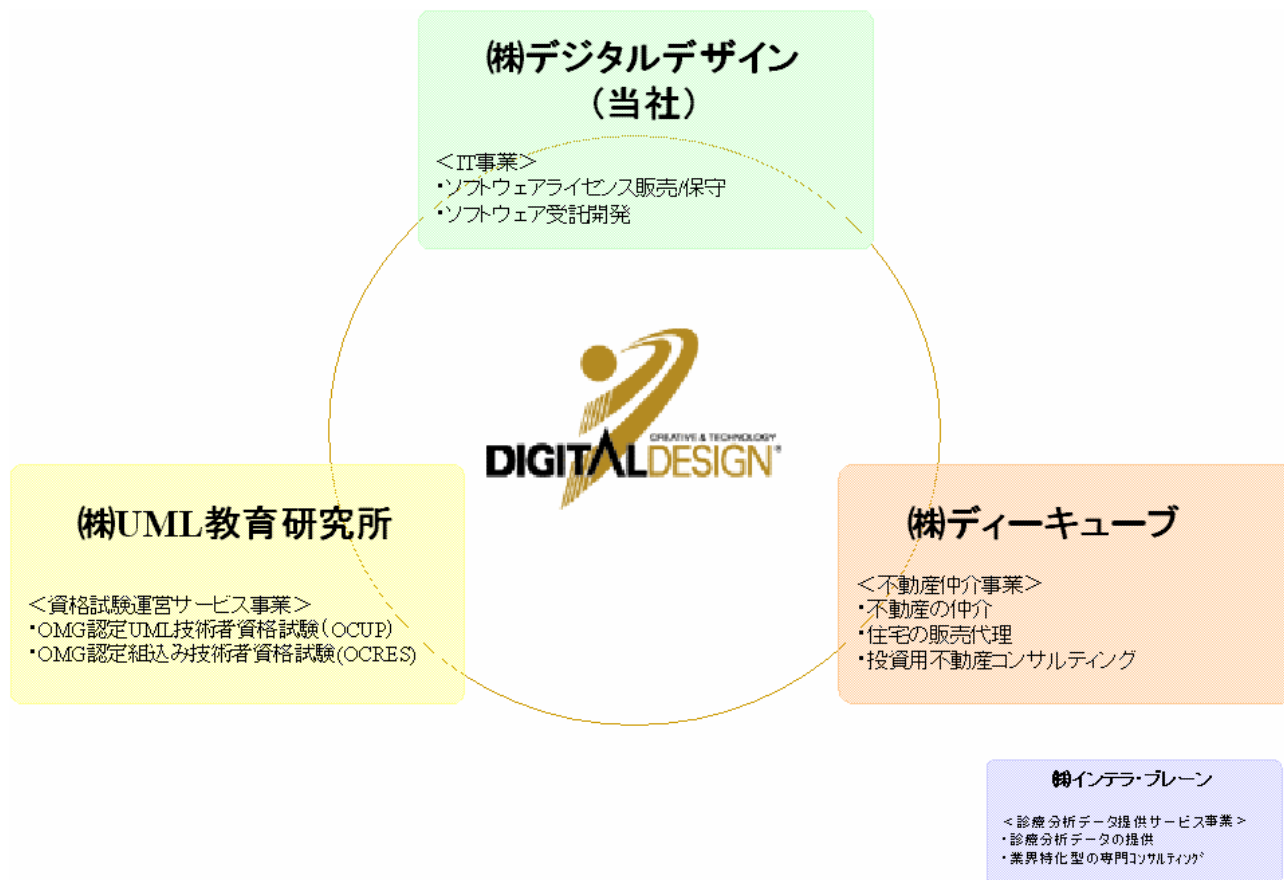 ㈱デジタルデザイン
(当社)
<IT事業>
・ソフトウェアライセンス販売/保守
・ソフトウェア受託開発
CREATIVE & TECHNOLOGY
DIGITALDESIGN®
㈱UML教育研究所
<資格試験運営サービス事業>
・OMG認定UML技術者資格試験(OCUP)
・OMG認定組込み技術者資格試験(OCRES)
㈱ディーキューブ
<不動産仲介事業>
・不動産の仲介
・住宅の販売代理
・投資用不動産コンサルティング
㈱インテラ・ブレーン
<診療分析データ提供サービス事業>
・診療分析データの提供
・業界特化型の専門ｺﾝｻﾙﾃｨﾝｸﾞ